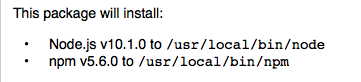 This package will install:
• Node.js v10.1.0 to /usr/local/bin/node
• npm v5.6.0 to /usr/local/bin/npm